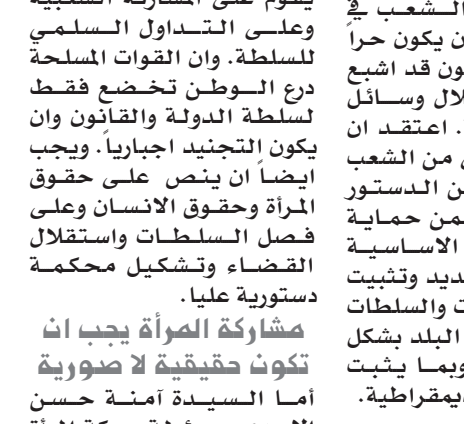 الشعب في
ن يكون حراً
ون قد اشبع
لال وسائل
. اعتقد ان
من الشعب
ن الدستور
من حماية
الاساسية
ديد وتثبيت
ت والسلطات
البلد بشكل
وبما يثبت
ديمقراطية.
يقوم على المشاركة الشعبية
وعلى التداول السلمي
للسلطة. وان القوات المسلحة
درع الوطن تخضع فقط
لسلطة الدولة والقانون وان
يكون التجنيد اجبارياً. ويجب
ايضاً ان ينص على حقوق
المرأة وحقوق الانسان وعلى
فصل السلطات واستقلال
القضاء وتشكيل محكمة
دستورية عليا.
مشاركة المرأة يجب ان
تكون حقيقية لا صورية
أما السيدة آمنة حسن